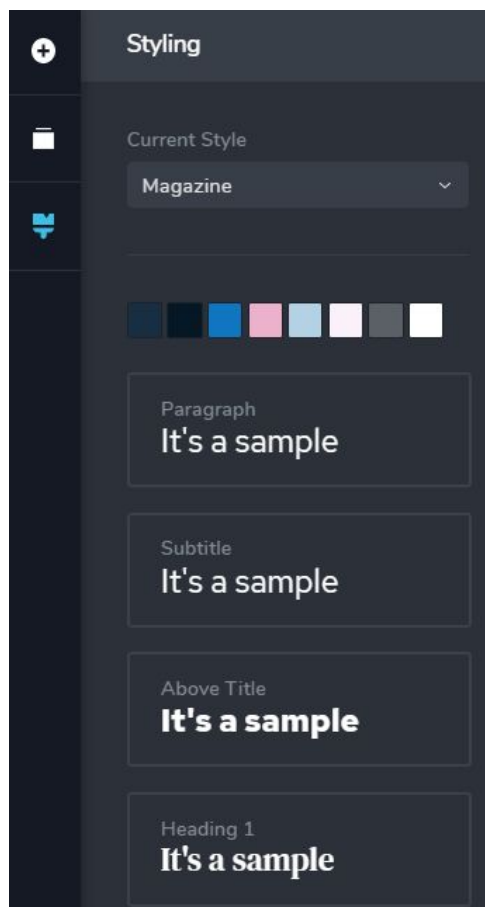 Styling
Current Style
Magazine
Paragraph
It's a sample
Subtitle
It's a sample
Above Title
It's a sample
Heading 1
It's a sample